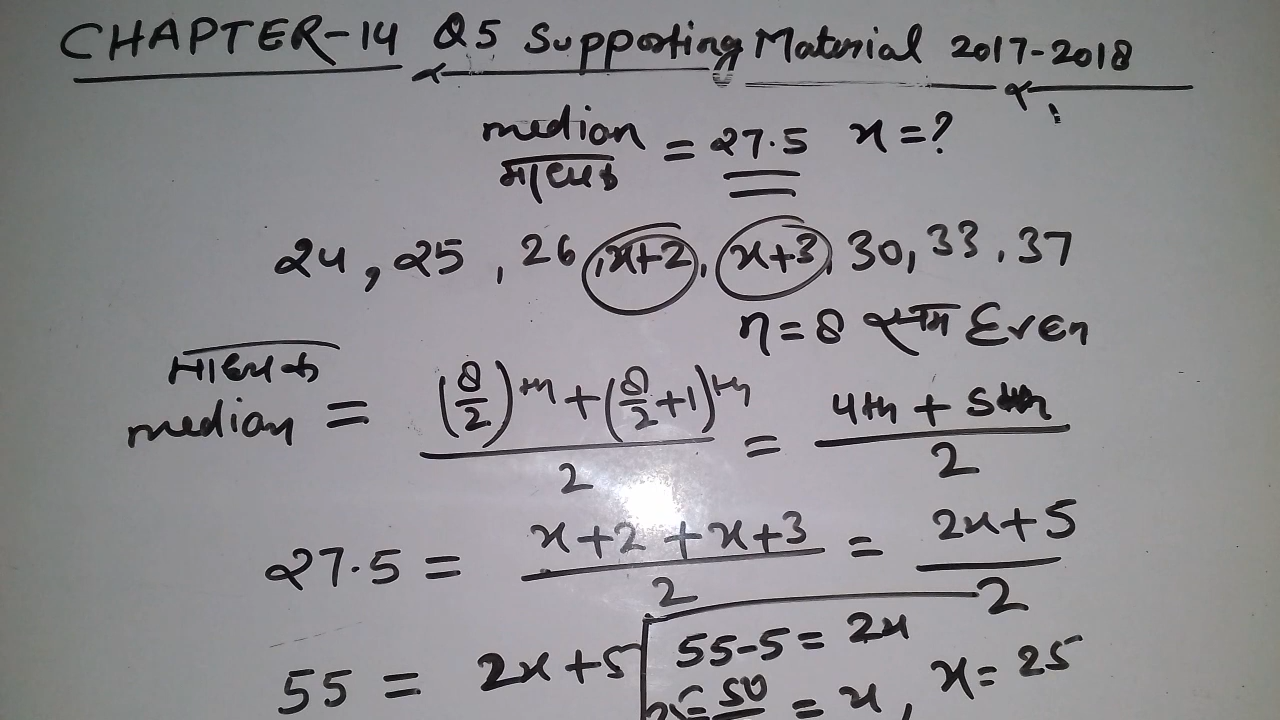 CHAPTER-14 Q5 Supporting Material 2017-2018
median = 27.5 x=?
माध्यक
24, 25, 26, x+2, x+3, 30, 33, 37
n=8 सम Even
माध्यक
median = (8/2)th + (8/2+1)th / 2 = 4th + 5th / 2
27.5 = x+2+x+3 / 2 = 2x+5 / 2
55 = 2x+5 55-5 = 2x
50 = x, x=25